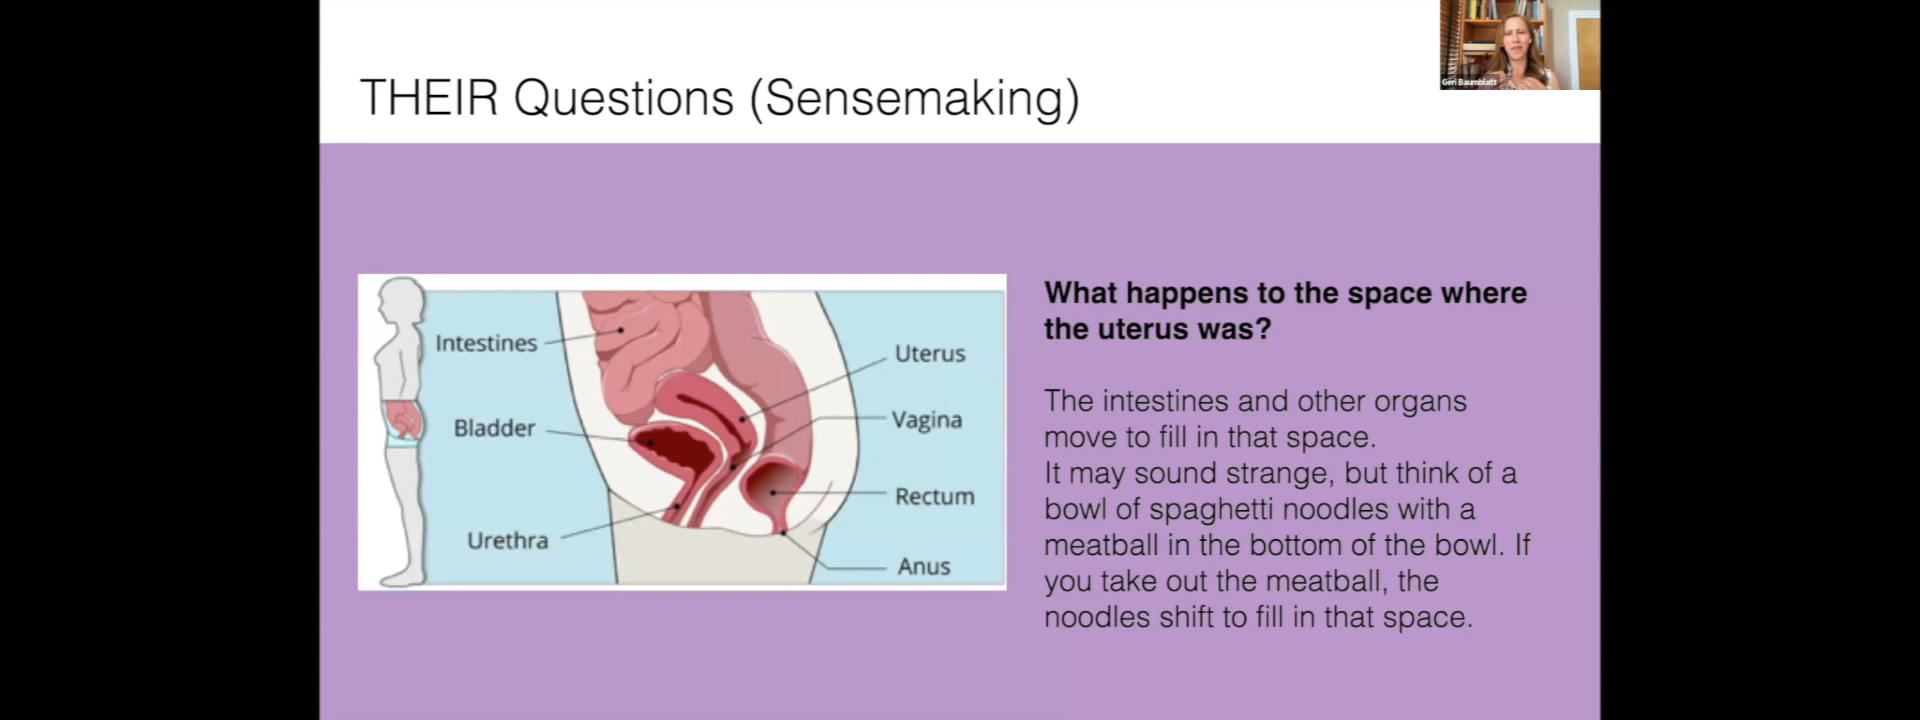 Geri Baumblatt
THEIR Questions (Sensemaking)
Intestines
Bladder
Urethra
Uterus
Vagina
Rectum
Anus
What happens to the space where
the uterus was?
The intestines and other organs
move to fill in that space.
It may sound strange, but think of a
bowl of spaghetti noodles with a
meatball in the bottom of the bowl. If
you take out the meatball, the
noodles shift to fill in that space.